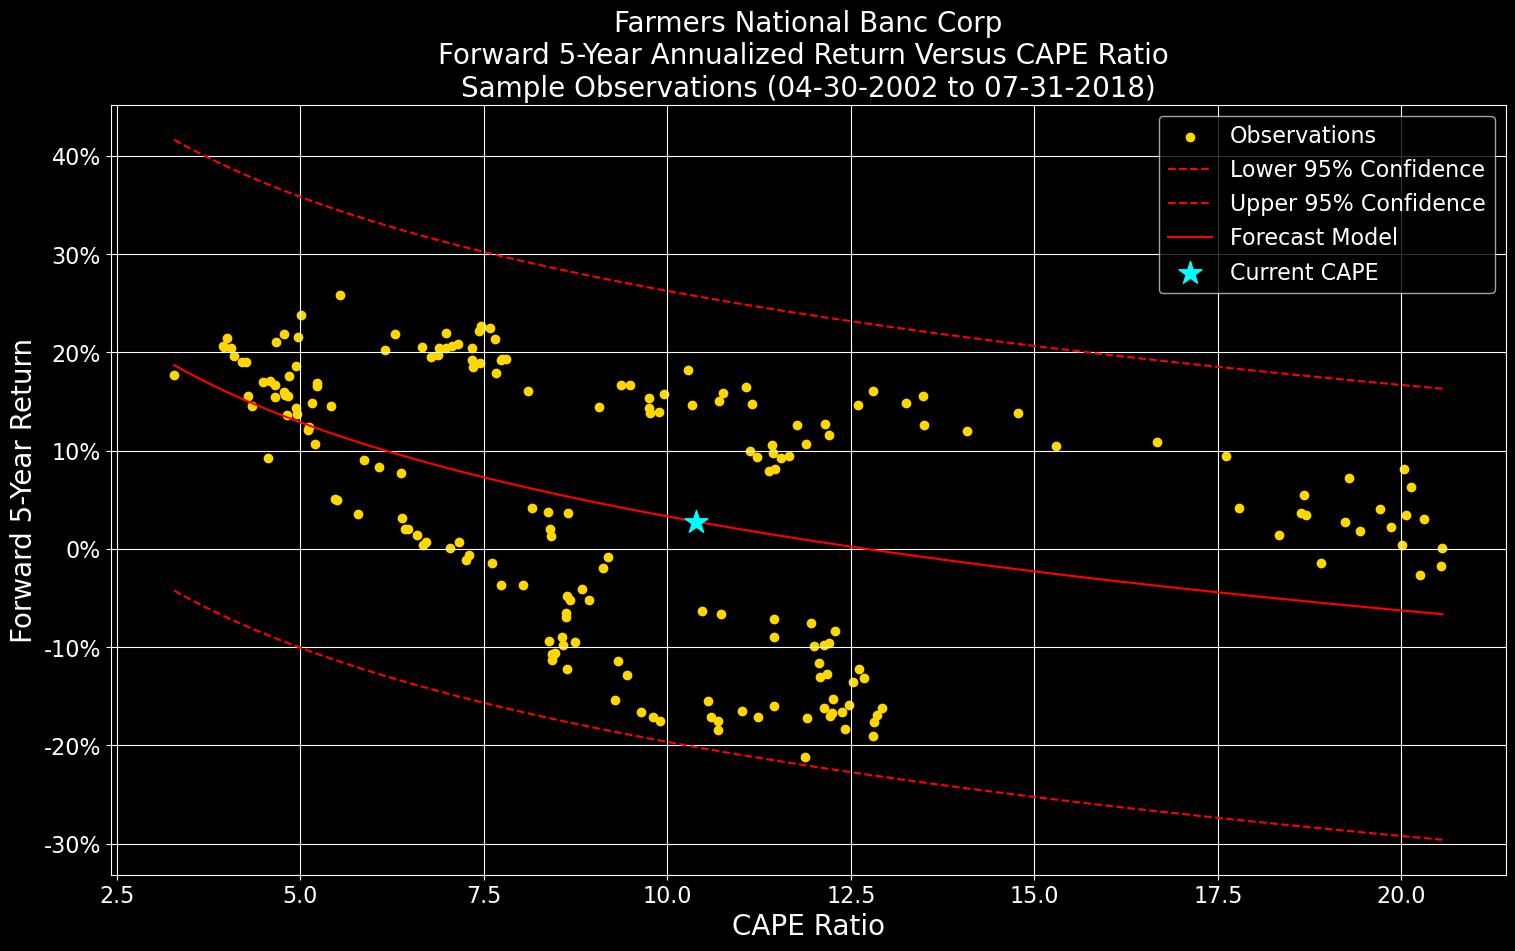 Farmers National Banc Corp
Forward 5-Year Annualized Return Versus CAPE Ratio
Sample Observations (04-30-2002 to 07-31-2018)
Observations
Lower 95% Confidence
Upper 95% Confidence
Forecast Model
Current CAPE
Forward 5-Year Return
40%
30%
20%
10%
0%
-10%
-20%
-30%
2.5 5.0 7.5 10.0 12.5 15.0 17.5 20.0
CAPE Ratio